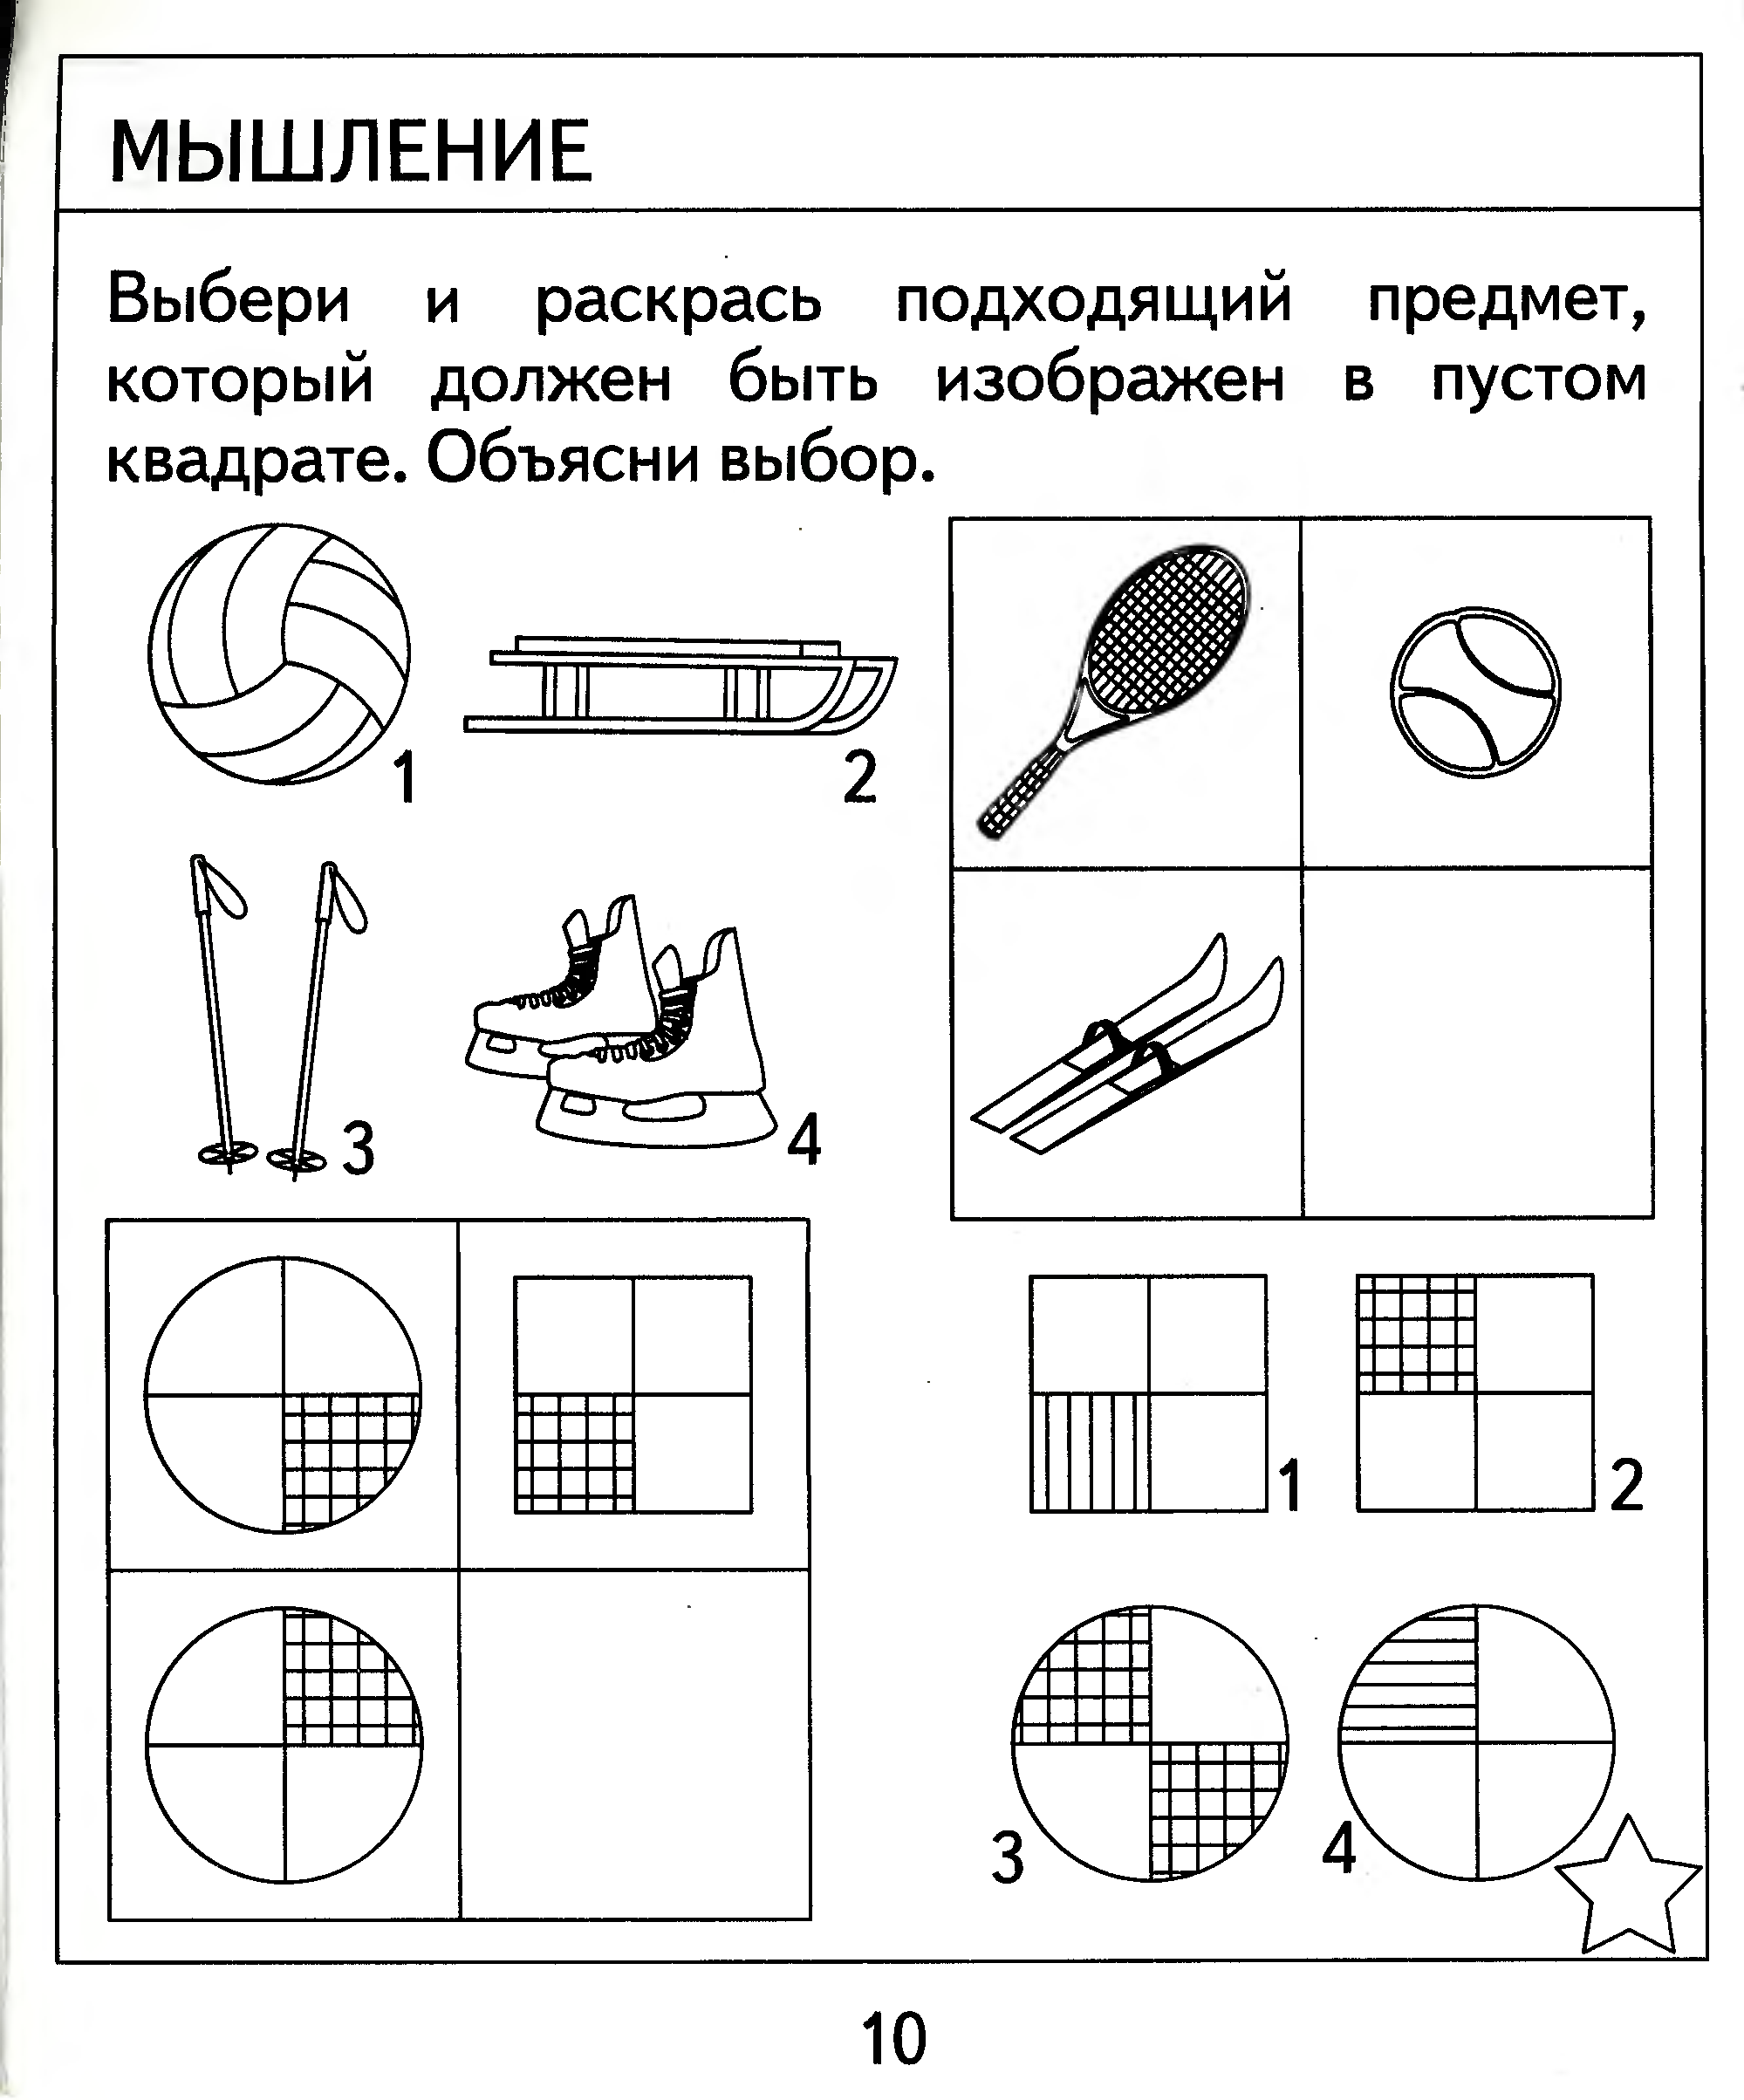 МЫШЛЕНИЕ
Выбери и раскрась подходящий предмет,
который должен быть изображен в пустом
квадрате. Объясни выбор.
1
2
3
4
1
2
3
4
10